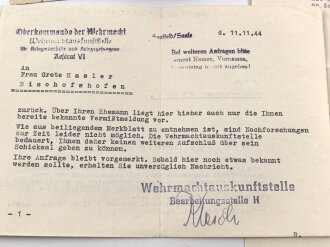 Oberkommando der Wehrmacht
Wehrmachtauskunftstelle
für Kriegerverluste und Kriegsgefangene
Referat VI
Saalfeld/Saale
d. 11.11.44
Bei weiteren Anfragen bitte
erneut Namen, Vornamen,
An
Frau Grete Hasler
Bischofshofen
zurück. Über Ihren Ehemann liegt hier bisher auch nur die Ihnen
bereits bekannte Vermißtmeldung vor.
Wie aus beiliegendem Merkblatt zu entnehmen ist, sind Nachforschungen
zur Zeit leider nicht möglich. Die Wehrmachtauskunftstelle
bedauert, Ihnen daher keinen weiteren Aufschluß über sein
Schicksal geben zu können.
Ihre Anfrage bleibt vorgemerkt. Sobald hier noch etwas bekannt
werden sollte, erhalten Sie unverzüglich Nachricht.
Wehrmachtauskunftstelle
Bearbeitungsstelle H
- 1 -